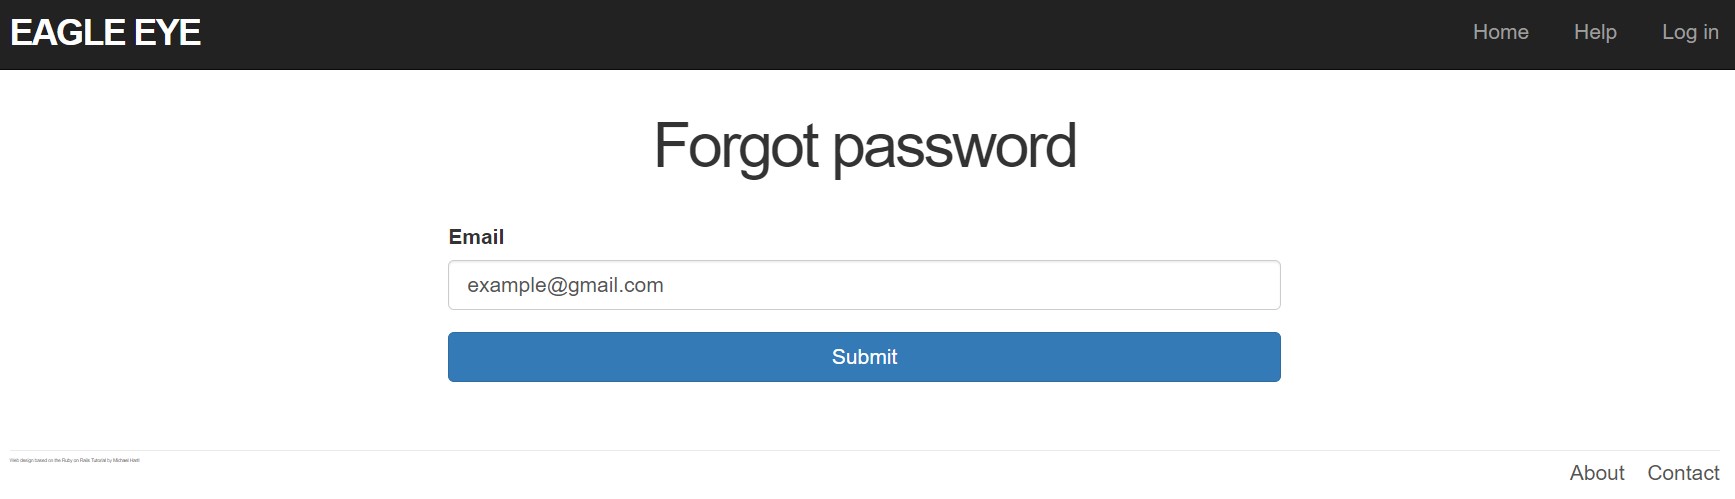 EAGLE EYE
Home Help Log in
Forgot password
Email
example@gmail.com
Submit
Web design based on the Ruby on Rails Tutorial by Michael Hartl
About Contact